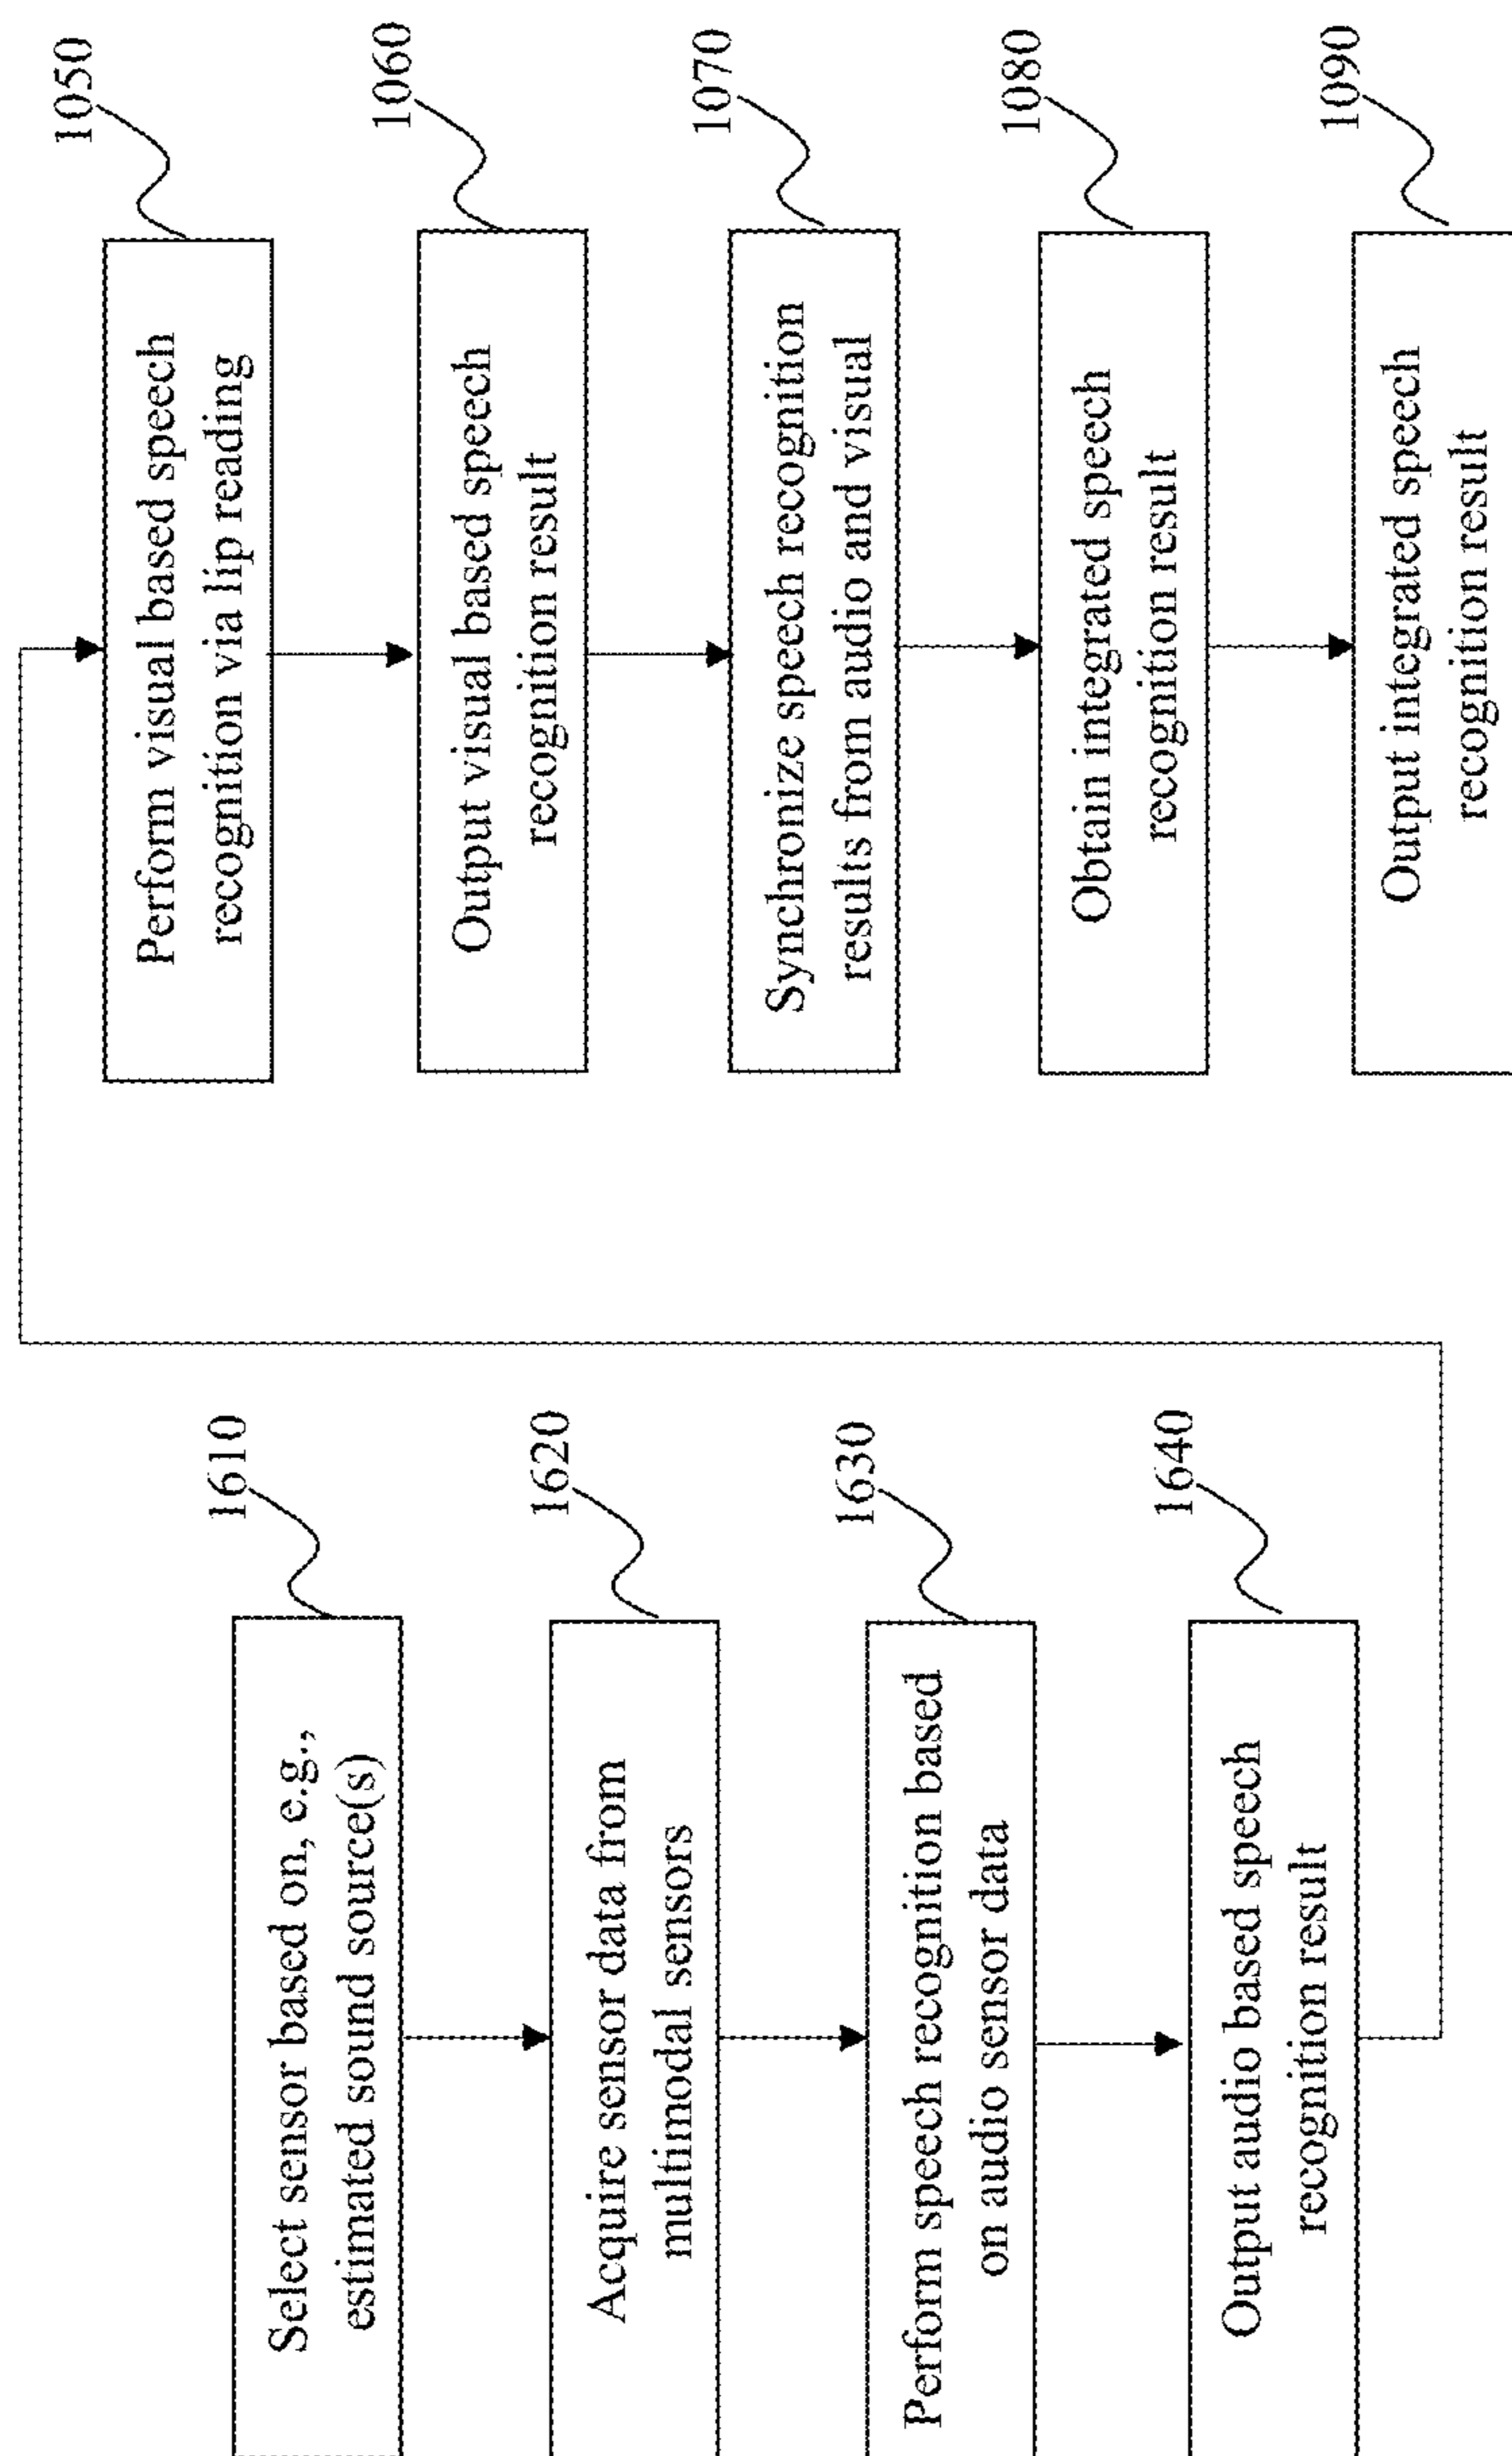 1610
Select sensor based on, e.g.,
estimated sound source(s)
1620
Acquire sensor data from
multimodal sensors
1630
Perform speech recognition based
on audio sensor data
1640
Output audio based speech
recognition result
1050
Perform visual based speech
recognition via lip reading
1060
Output visual based speech
recognition result
1070
Synchronize speech recognition
results from audio and visual
1080
Obtain integrated speech
recognition result
1090
Output integrated speech
recognition result